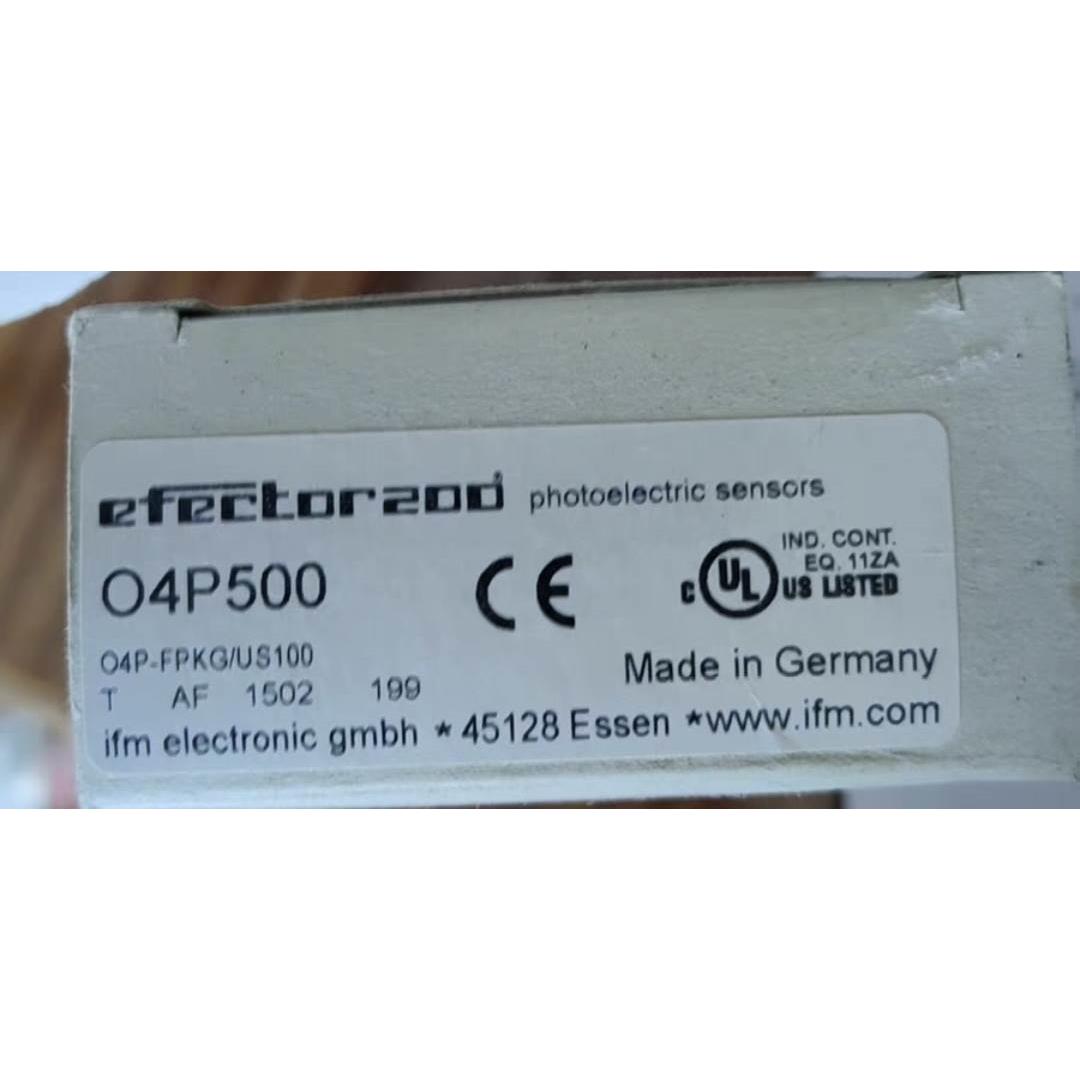 efector200® photoelectric sensors
O4P500
CE
c UL US LISTED
IND. CONT.
EQ. 11ZA
O4P-FPKG/US100
Made in Germany
T AF 1502 199
ifm electronic gmbh * 45128 Essen *www.ifm.com